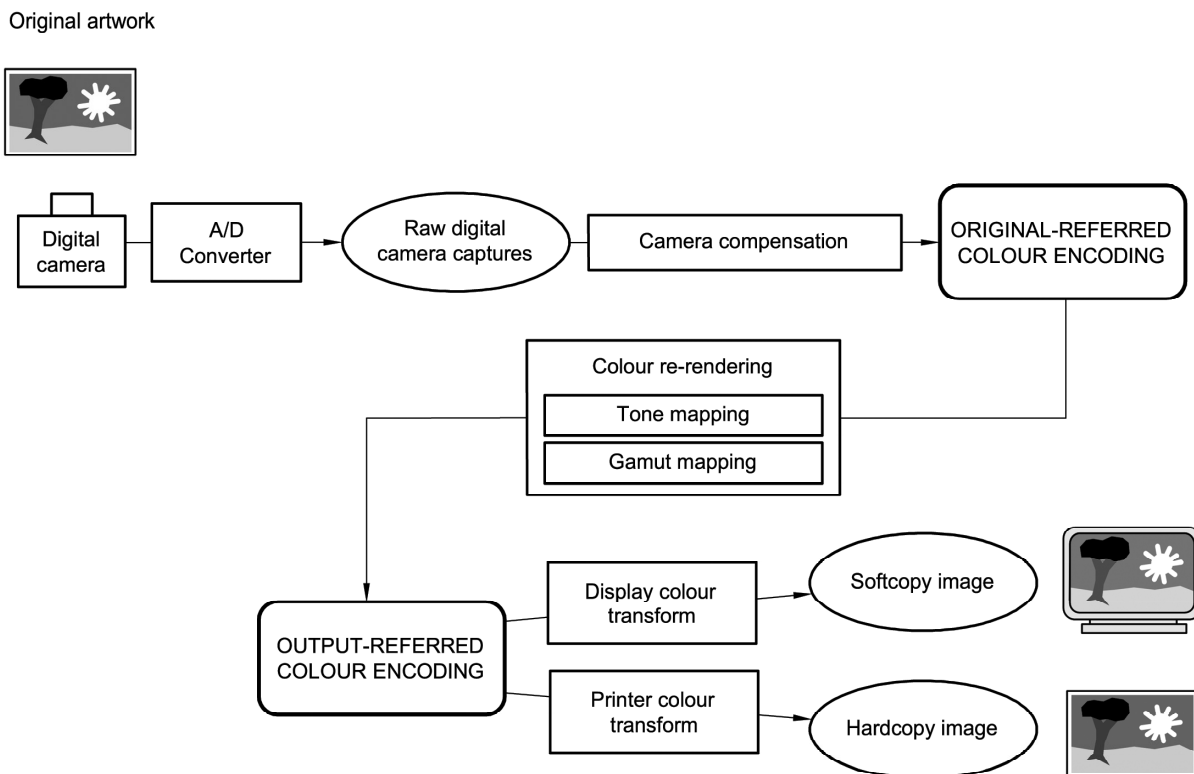 Original artwork
Digital
camera
A/D
Converter
Raw digital
camera captures
Camera compensation
ORIGINAL-REFERRED
COLOUR ENCODING
Colour re-rendering
Tone mapping
Gamut mapping
OUTPUT-REFERRED
COLOUR ENCODING
Display colour
transform
Softcopy image
Printer colour
transform
Hardcopy image